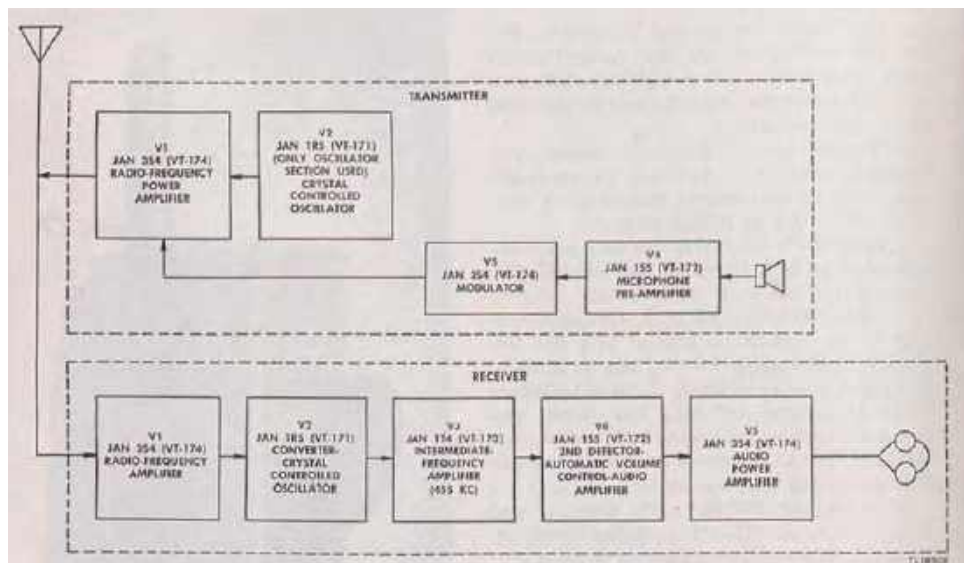 TRANSMITTER
V1
JAN 3S4 (VT-174)
RADIO-FREQUENCY
POWER
AMPLIFIER
V2
JAN 1R5 (VT-171)
(ONLY OSCILLATOR
SECTION USED)
CRYSTAL
CONTROLLED
OSCILLATOR
V5
JAN 3S4 (VT-174)
MODULATOR
V4
JAN 1S5 (VT-172)
MICROPHONE
PRE-AMPLIFIER
RECEIVER
V1
JAN 3S4 (VT-174)
RADIO-FREQUENCY
AMPLIFIER
V2
JAN 1R5 (VT-171)
CONVERTER-
CRYSTAL
CONTROLLED
OSCILLATOR
V3
JAN 1T4 (VT-173)
INTERMEDIATE-
FREQUENCY
AMPLIFIER
(455 KC)
V4
JAN 1S5 (VT-172)
2ND DETECTOR-
AUTOMATIC VOLUME
CONTROL-AUDIO
AMPLIFIER
V5
JAN 3S4 (VT-174)
AUDIO
POWER
AMPLIFIER